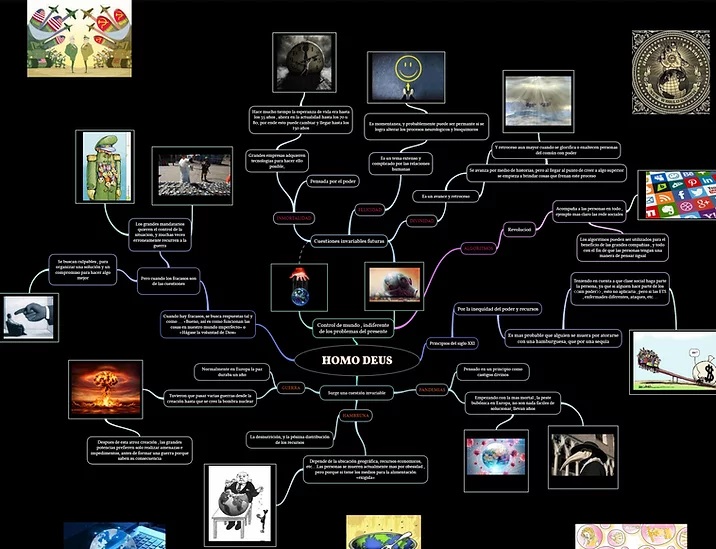 Hace mucho tiempo la esperanza de vida era hasta
los 35 años , ahora en la actualidad hasta los 70 u
80, por ende esto puede cambiar y llegar hasta los
150 años
Grandes empresas adquieren
tecnologias para hacer ello
posible,
Pensada por el poder
INMORTALIDAD
Es momentanea, y probablemente puede ser permante si se
logra alterar los procesos neurologicos y bioquimicos
Es un tema extenso y
complicado por las relaciones
humanas
FELICIDAD
Y retroceso aun mayor cuando se glorifica o enaltecen personas
del común con poder
Se avanza por medio de historias, pero al llegar al punto de creer a algo superior
se empieza a brindar cosas que frenan este proceso
Es un avance y retroceso
DIVINIDAD
Cuestiones invariables futuras
Acompaña a las personas en todo ,
ejemplo mas claro las rede sociales
Revolucioó
Los algoritmos pueden ser utilizados para el
beneficio de las grandes compañias , y todo
con el fin de que las personas tengan una
manera de pensar igual
ALGORITMOS
Los grandes mandatarios
quieren el control de la
situacion, y muchas veces
erroneamente recurren a la
guerra
Se buscan culpables , para
organizar una solución y un
compromiso para hacer algo
mejor
Pero cuando los fracasos son
de las cuestiones
Cuando hay fracasos, se busca respuestas tal y
como «Bueno, así es como funcionan las
cosas en nuestro mundo imperfecto» o
«Hágase la voluntad de Dios»
Control de mundo , indiferente
de los problemas del presente
HOMO DEUS
Teniendo en cuenta a que clase social haga parte
la persona, ya que si alguien hace parte de los
, esto no aplicaria , pero si las ETS
, enfermedades diferentes, ataques, etc.
Por la inequidad del poder y recursos
Es mas probable que alguien se muera por atorarse
con una hamburguesa, que por una sequia
Principios del siglo XXI
Normalmente en Europa la paz
duraba un año
GUERRA
Tuvieron que pasar varias guerras desde la
creación hasta que se creo la bomba nuclear
Despues de esta atroz creación , las grandes
potencias prefieren solo realizar amenazas e
impedimentos, antes de formar una guerra porque
saben su consecuencia
Surge una cuestión invariable
PANDEMIAS
Pensado en un principio como
castigos divinos
Empezando con la mas mortal , la peste
bubónica en Europa, no son nada faciles de
solucionar, llevan años
HAMBRUNA
La desnutrición, y la pésima distribución
de los recursos
Depende de la ubicación geográfica, recursos economicos,
etc. . Las personas se mueren actualmente mas por obesidad ,
pero porque si tiene los medios para la alimentación
«exigida»